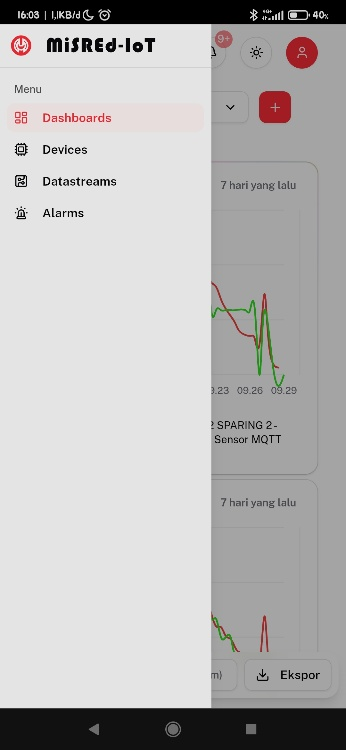 16:03 | 1,1KB/d
40%
MiSREd-IoT
9+
Menu
Dashboards
Devices
Datastreams
Alarms
7 hari yang lalu
9.23 09.26 09.29
2 SPARING 2 -
Sensor MQTT
7 hari yang lalu
m)
Ekspor